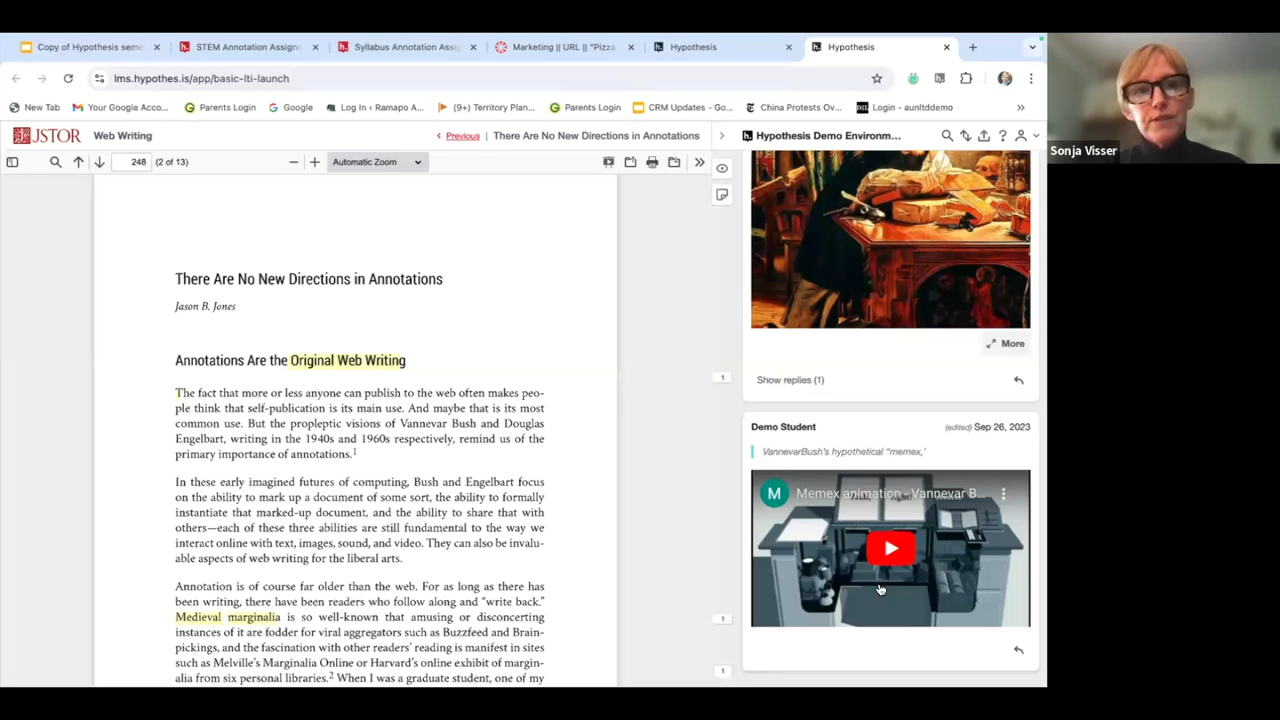 Copy of Hypothesis seme
STEM Annotation Assign
Syllabus Annotation Assig
Marketing || URL || "Pizza
Hypothesis
Hypothesis
lms.hypothes.is/app/basic-lti-launch
New Tab
Your Google Acco...
Parents Login
Google
Log In ‹ Ramapo A...
(9+) Territory Plan...
Parents Login
CRM Updates - Go...
China Protests Ov...
Login - aunltddemo
»
JSTOR
Web Writing
Previous
There Are No New Directions in Annotations
Hypothesis Demo Environm...
248
(2 of 13)
Automatic Zoom
There Are No New Directions in Annotations
Jason B. Jones
Annotations Are the Original Web Writing
The fact that more or less anyone can publish to the web often makes peo-
ple think that self-publication is its main use. And maybe that is its most
common use. But the propleptic visions of Vannevar Bush and Douglas
Engelbart, writing in the 1940s and 1960s respectively, remind us of the
primary importance of annotations.1
In these early imagined futures of computing, Bush and Engelbart focus
on the ability to mark up a document of some sort, the ability to formally
instantiate that marked-up document, and the ability to share that with
others—each of these three abilities are still fundamental to the way we
interact online with text, images, sound, and video. They can also be invalu-
able aspects of web writing for the liberal arts.
Annotation is of course far older than the web. For as long as there has
been writing, there have been readers who follow along and “write back.”
Medieval marginalia is so well-known that amusing or disconcerting
instances of it are fodder for viral aggregators such as Buzzfeed and Brain-
pickings, and the fascination with other readers’ reading is manifest in sites
such as Melville’s Marginalia Online or Harvard’s online exhibit of margin-
alia from six personal libraries.2 When I was a graduate student, one of my
More
1
Show replies (1)
Demo Student
(edited) Sep 26, 2023
VannevarBush's hypothetical “memex,'
M
Memex animation - Vannevar B...
1
1
Sonja Visser